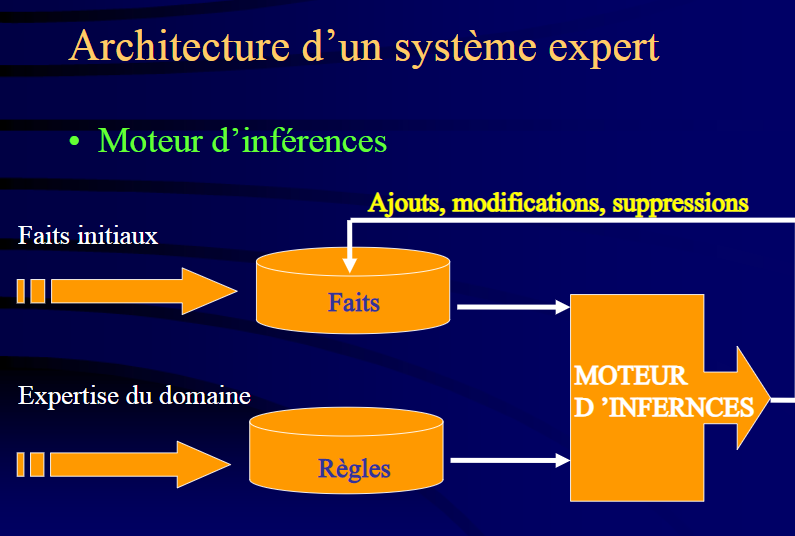 Architecture d’un système expert
• Moteur d’inférences
Ajouts, modifications, suppressions
Faits initiaux
Faits
MOTEUR
D ’INFERNCES
Expertise du domaine
Règles